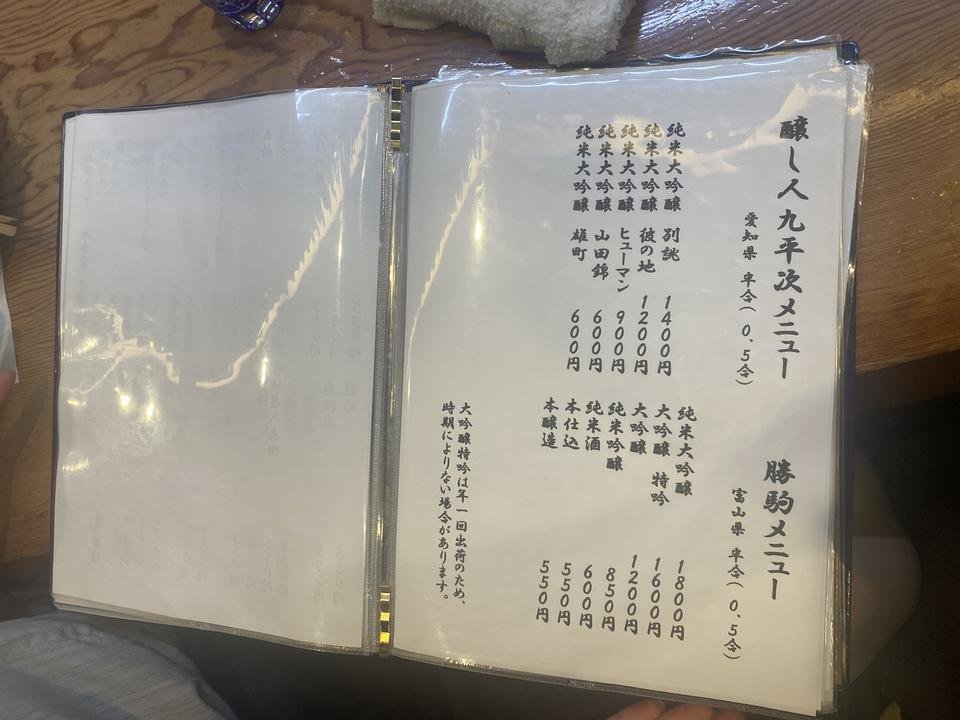 醸し人九平次メニュー
愛知県 半合(0.5合)
純米大吟醸 別誂 1400円
純米大吟醸 彼の地 1200円
純米大吟醸 ヒューマン 900円
純米大吟醸 山田錦 600円
純米大吟醸 雄町 600円
勝駒メニュー
富山県 半合(0.5合)
純米大吟醸 1800円
大吟醸 特吟 1600円
大吟醸 1200円
純米吟醸 850円
純米酒 600円
本仕込 550円
本醸造 550円
大吟醸特吟は年一回出荷のため、
時期によりない場合があります。